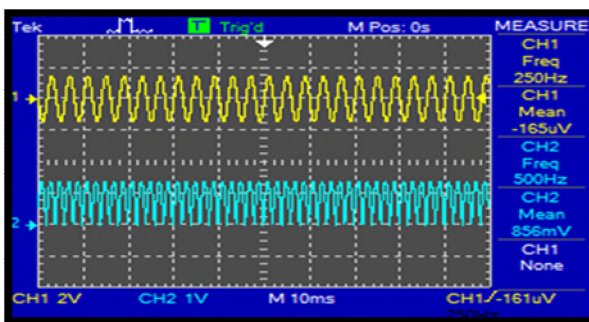 Tek T Trig'd M Pos: 0s MEASURE
CH1
Freq
250Hz
1
CH1
Mean
-165uV
CH2
Freq
500Hz
2
CH2
Mean
856mV
CH1
None
CH1 2V CH2 1V M 10ms CH1 -161uV
250Hz